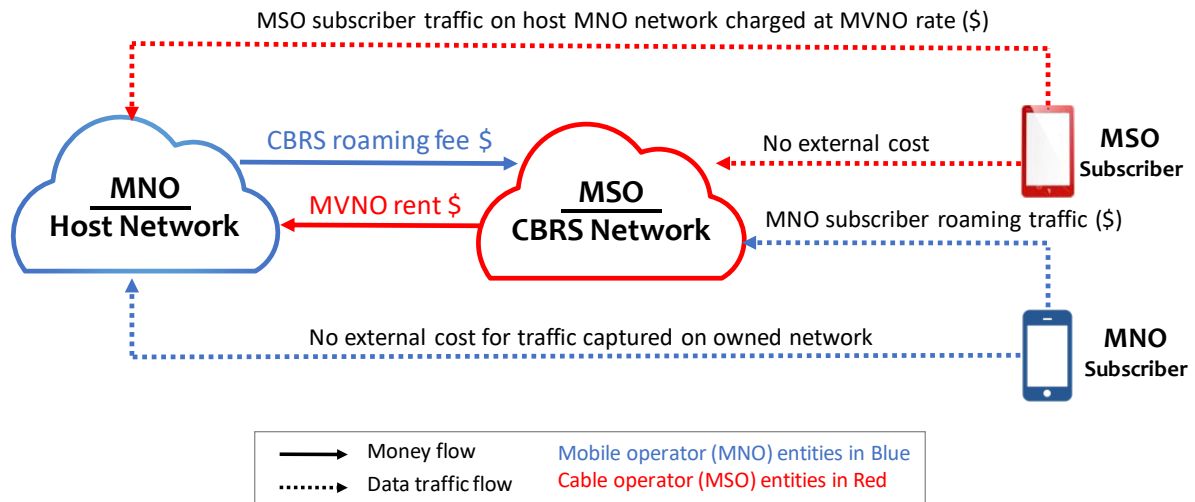 MSO subscriber traffic on host MNO network charged at MVNO rate ($)
CBRS roaming fee $
No external cost
MSO
Subscriber
MNO
Host Network
MVNO rent $
MSO
CBRS Network
MNO subscriber roaming traffic ($)
No external cost for traffic captured on owned network
MNO
Subscriber
Money flow
Mobile operator (MNO) entities in Blue
Data traffic flow
Cable operator (MSO) entities in Red